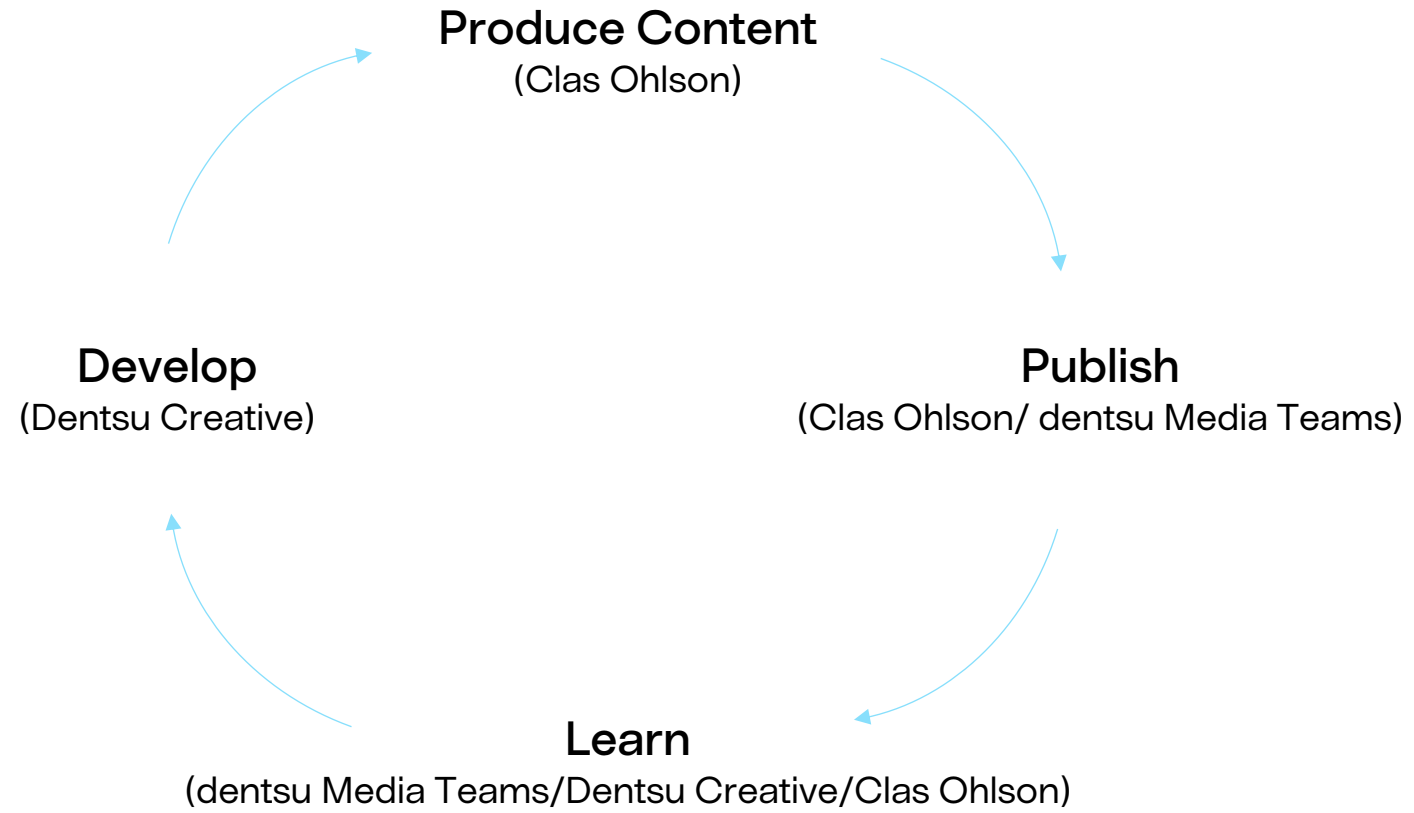 Produce Content
(Clas Ohlson)
Develop
(Dentsu Creative)
Publish
(Clas Ohlson/ dentsu Media Teams)
Learn
(dentsu Media Teams/Dentsu Creative/Clas Ohlson)